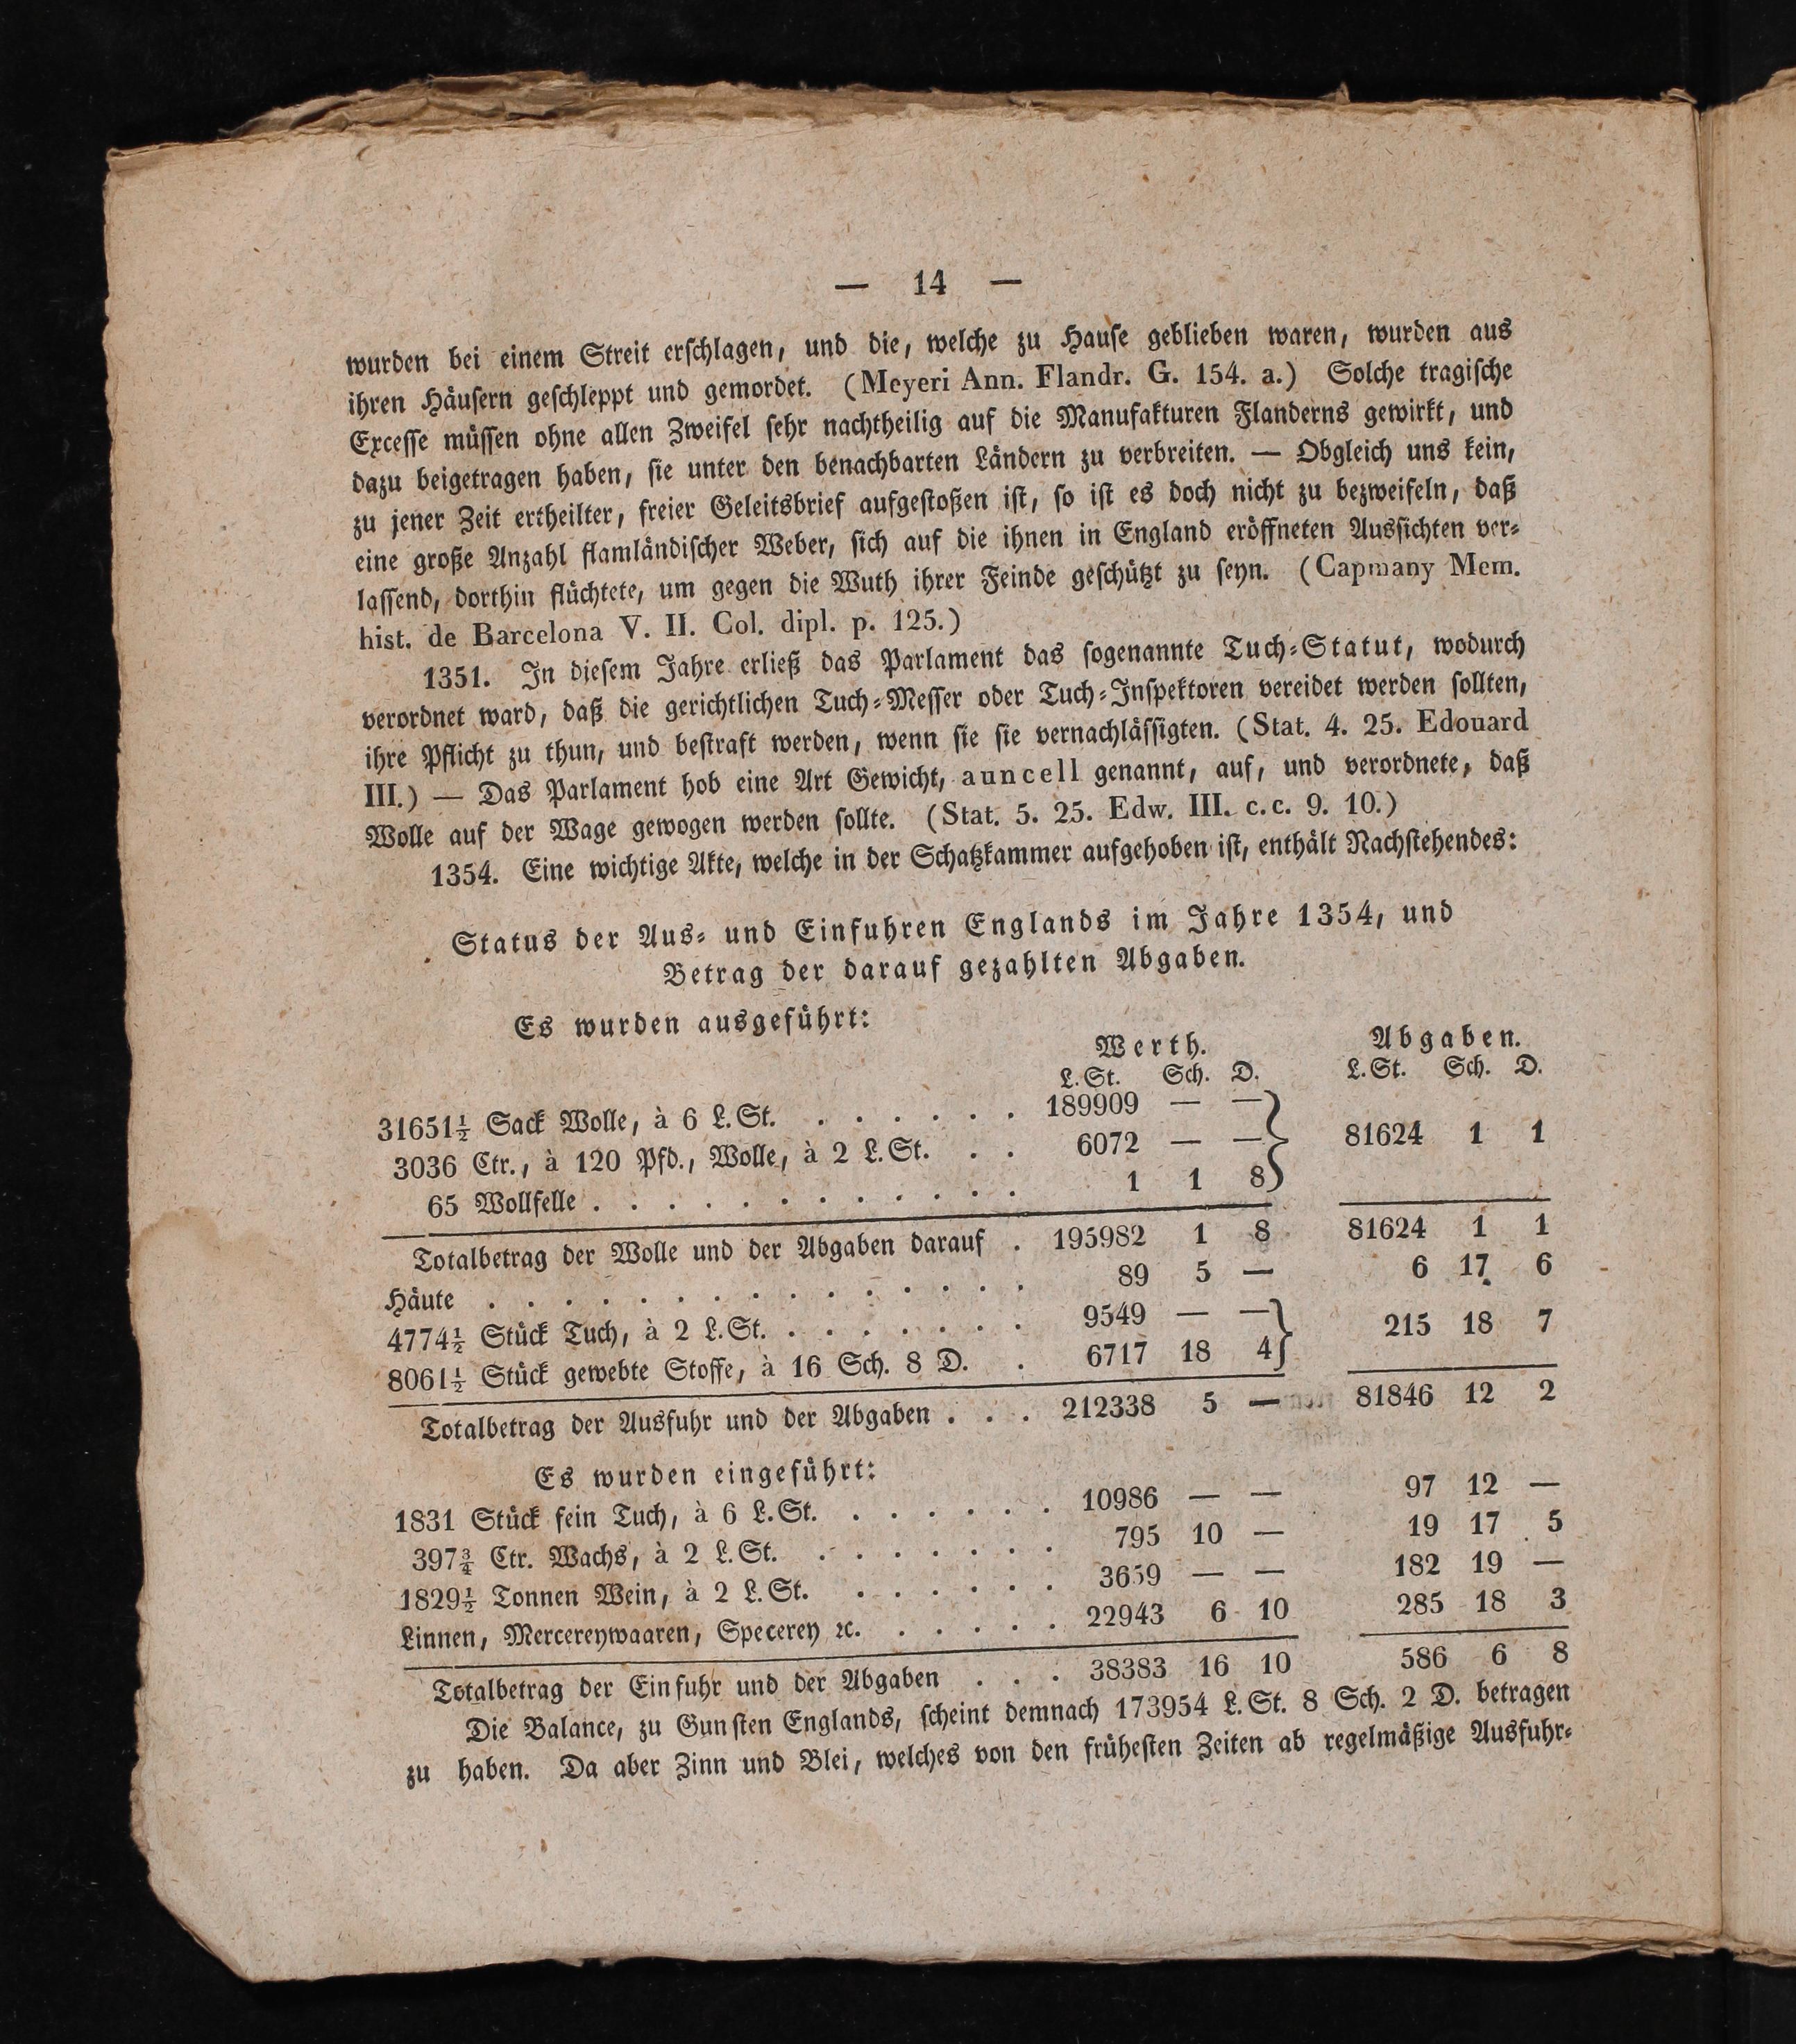 — 14 —
wurden bei einem Streit erschlagen, und die, welche zu Hause geblieben waren, wurden aus
ihren Häusern geschleppt und gemordet. (Meyeri Ann. Flandr. G. 154. a.) Solche tragische
Excesse müssen ohne allen Zweifel sehr nachtheilig auf die Manufakturen Flanderns gewirkt, und
dazu beigetragen haben, sie unter den benachbarten Ländern zu verbreiten. — Obgleich uns kein,
zu jener Zeit ertheilter, freier Geleitsbrief aufgestoßen ist, so ist es doch nicht zu bezweifeln, daß
eine große Anzahl flamländischer Weber, sich auf die ihnen in England eröffneten Aussichten ver-
lassend, dorthin flüchtete, um gegen die Wuth ihrer Feinde geschützt zu seyn. (Capmany Mem.
hist. de Barcelona V. II. Col. dipl. p. 125.)
1351. In diesem Jahre erließ das Parlament das sogenannte Tuch-Statut, wodurch
verordnet ward, daß die gerichtlichen Tuch-Messer oder Tuch-Inspektoren vereidet werden sollten,
ihre Pflicht zu thun, und bestraft werden, wenn sie sie vernachlässigten. (Stat. 4. 25. Edouard
III.) — Das Parlament hob eine Art Gewicht, auncell genannt, auf, und verordnete, daß
Wolle auf der Wage gewogen werden sollte. (Stat. 5. 25. Edw. III. c. c. 9. 10.)
1354. Eine wichtige Akte, welche in der Schatzkammer aufgehoben ist, enthält Nachstehendes:
Status der Aus- und Einfuhren Englands im Jahre 1354, und
Betrag der darauf gezahlten Abgaben.
Es wurden ausgeführt:
Werth. Abgaben.
L.St. Sch. D. L.St. Sch. D.
31651½ Sack Wolle, à 6 L.St. . . . . . . 189909 — —
3036 Ctr., à 120 Pfd., Wolle, à 2 L.St. . . 6072 — — } 81624 1 1
65 Wollfelle . . . . . . . . . . . . 1 1 8
Totalbetrag der Wolle und der Abgaben darauf . 195982 1 8 81624 1 1
Häute . . . . . . . . . . . . . . . 89 5 — 6 17 6
4774½ Stück Tuch, à 2 L.St. . . . . . . . 9549 — — } 215 18 7
8061½ Stück gewebte Stoffe, à 16 Sch. 8 D. . 6717 18 4
Totalbetrag der Ausfuhr und der Abgaben . . . 212338 5 — 81846 12 2
Es wurden eingeführt:
1831 Stück fein Tuch, à 6 L.St. . . . . . . 10986 — — 97 12 —
397¾ Ctr. Wachs, à 2 L.St. . . . . . . . 795 10 — 19 17 5
1829½ Tonnen Wein, à 2 L.St. . . . . . . 3659 — — 182 19 —
Linnen, Mercereywaaren, Specerey ꝛc. . . . . . 22943 6 10 285 18 3
Totalbetrag der Einfuhr und der Abgaben . . . 38383 16 10 586 6 8
Die Balance, zu Gunsten Englands, scheint demnach 173954 L.St. 8 Sch. 2 D. betragen
zu haben. Da aber Zinn und Blei, welches von den frühesten Zeiten ab regelmäßige Ausfuhr-